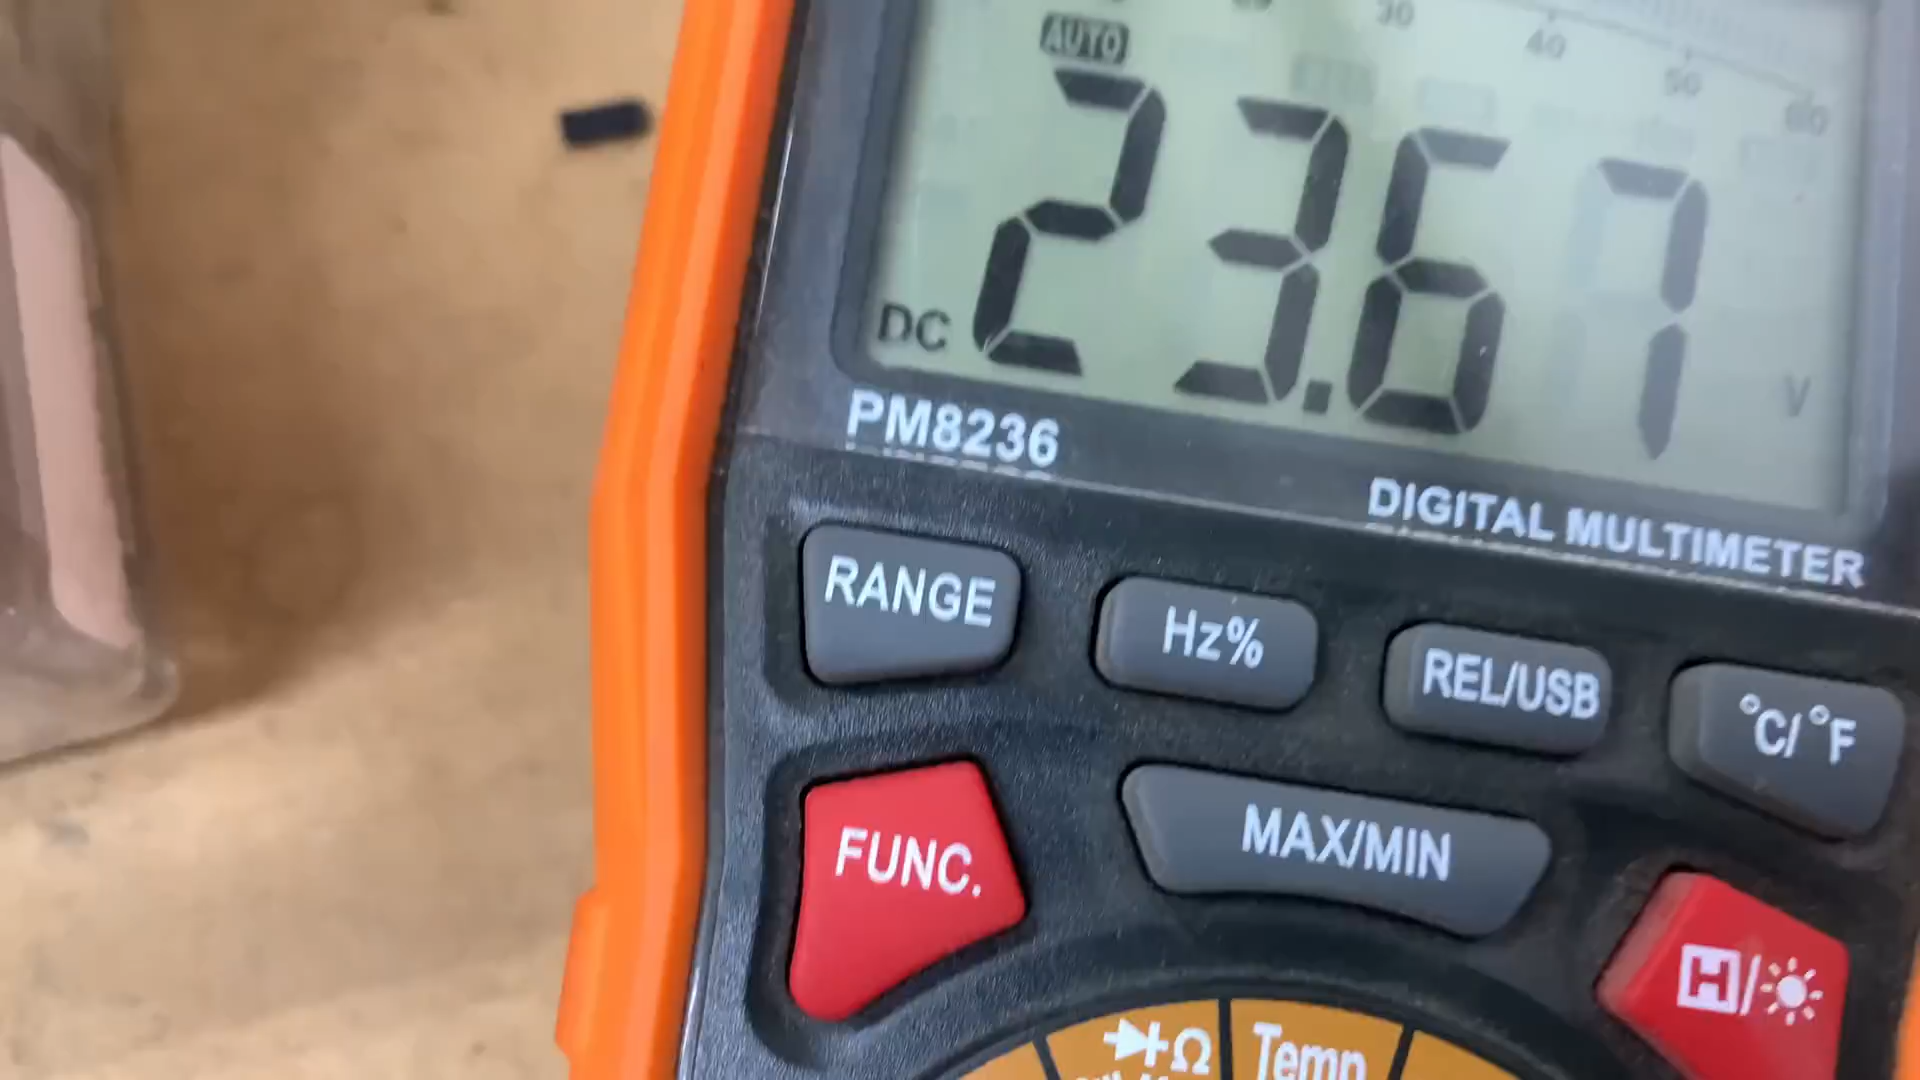 30 40 50 60
AUTO
23.67
DC V
PM8236
DIGITAL MULTIMETER
RANGE Hz% REL/USB °C/°F
FUNC. MAX/MIN H/
Ω Temp